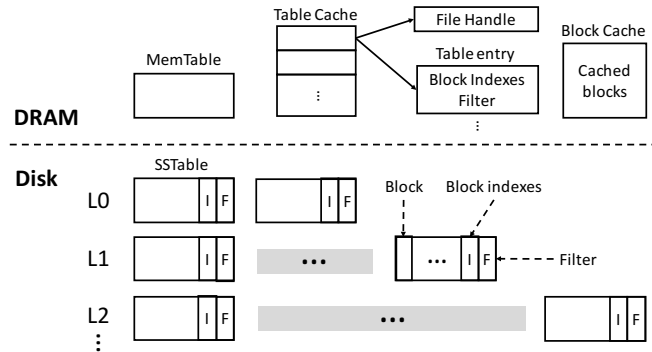 Table Cache
File Handle
Block Cache
MemTable
Table entry
Block Indexes
Filter
Cached
blocks
⋮
⋮
DRAM
Disk
SSTable
Block
Block indexes
L0
I F
I F
L1
I F
...
...
I F
Filter
L2
I F
...
I F
⋮